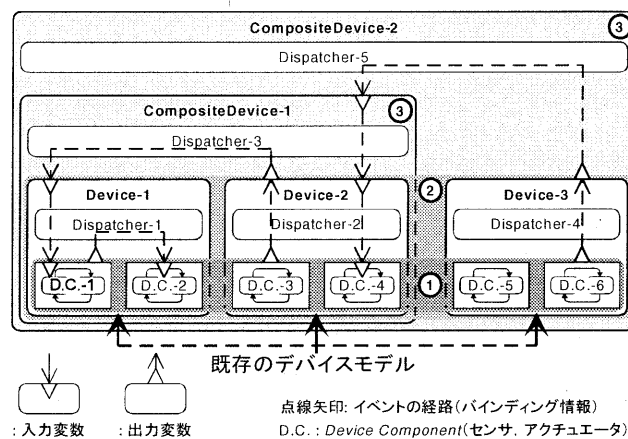 CompositeDevice-2
③
Dispatcher-5
CompositeDevice-1
③
Dispatcher-3
Device-1
Device-2
②
Device-3
Dispatcher-1
Dispatcher-2
Dispatcher-4
D.C.-1
D.C.-2
D.C.-3
D.C.-4
①
D.C.-5
D.C.-6
既存のデバイスモデル
: 入力変数
: 出力変数
点線矢印: イベントの経路(バインディング情報)
D.C. : Device Component(センサ, アクチュエータ)